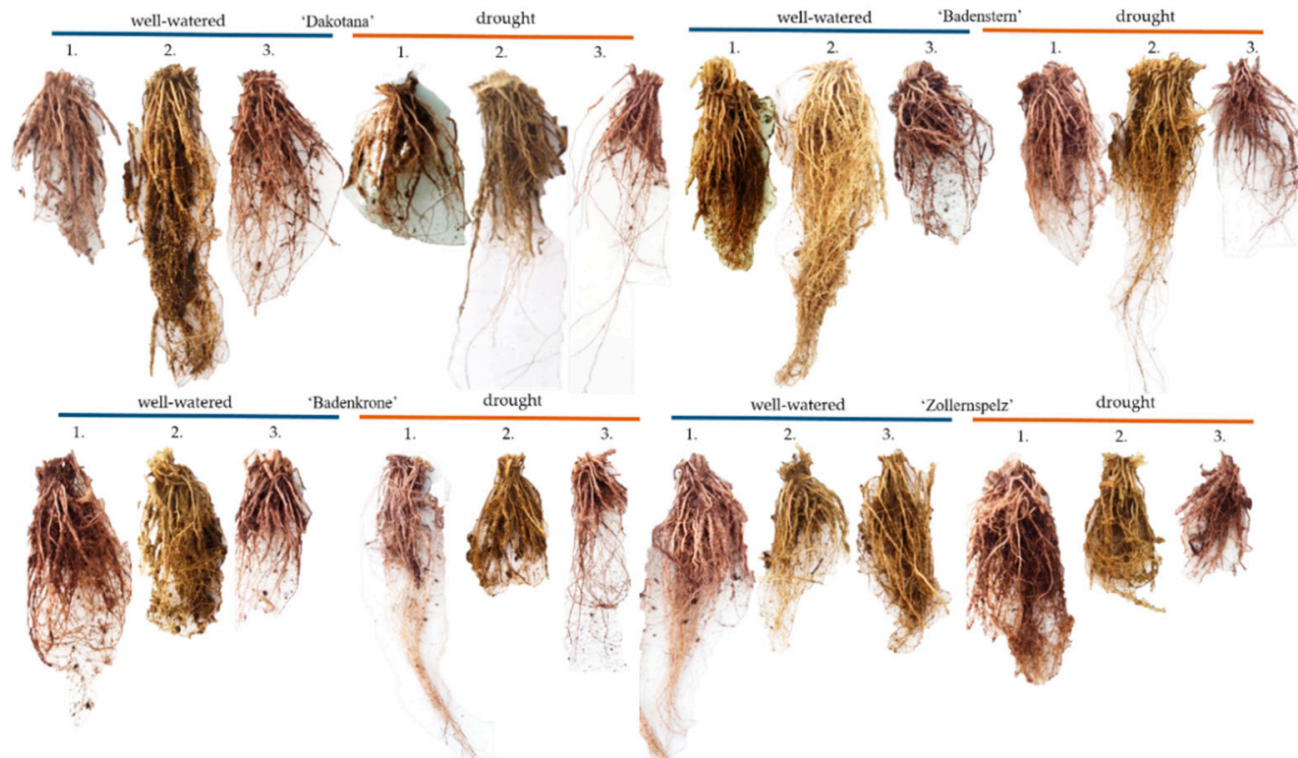 well-watered 'Dakotana' drought
1. 2. 3. 1. 2. 3.
well-watered 'Badenstern' drought
1. 2. 3. 1. 2. 3.
well-watered 'Badenkrone' drought
1. 2. 3. 1. 2. 3.
well-watered 'Zollernspelz' drought
1. 2. 3. 1. 2. 3.